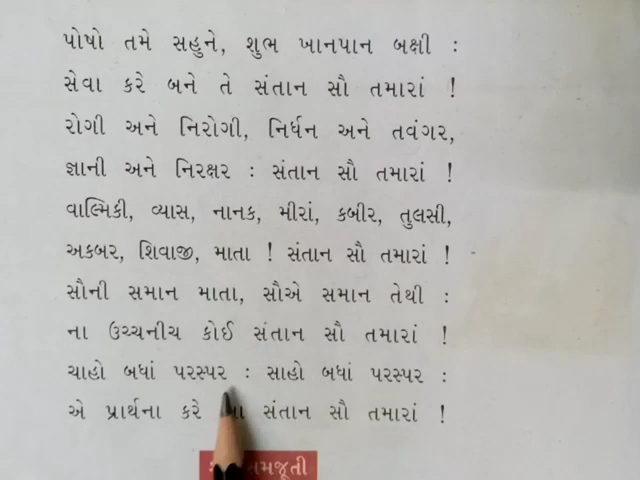 પોષો તમે સહુને, શુભ ખાનપાન બક્ષી :
સેવા કરે બને તે સંતાન સૌ તમારાં !
રોગી અને નિરોગી, નિર્ધન અને તવંગર,
જ્ઞાની અને નિરક્ષર : સંતાન સૌ તમારાં !
વાલ્મિકી, વ્યાસ, નાનક, મીરાં, કબીર, તુલસી,
અકબર, શિવાજી, માતા ! સંતાન સૌ તમારાં !
સૌની સમાન માતા, સૌએ સમાન તેથી :
ના ઉચ્ચનીચ કોઈ સંતાન સૌ તમારાં !
ચાહો બધાં પરસ્પર : સાહો બધાં પરસ્પર :
એ પ્રાર્થના કરે સંતાન સૌ તમારાં !
સમજૂતી